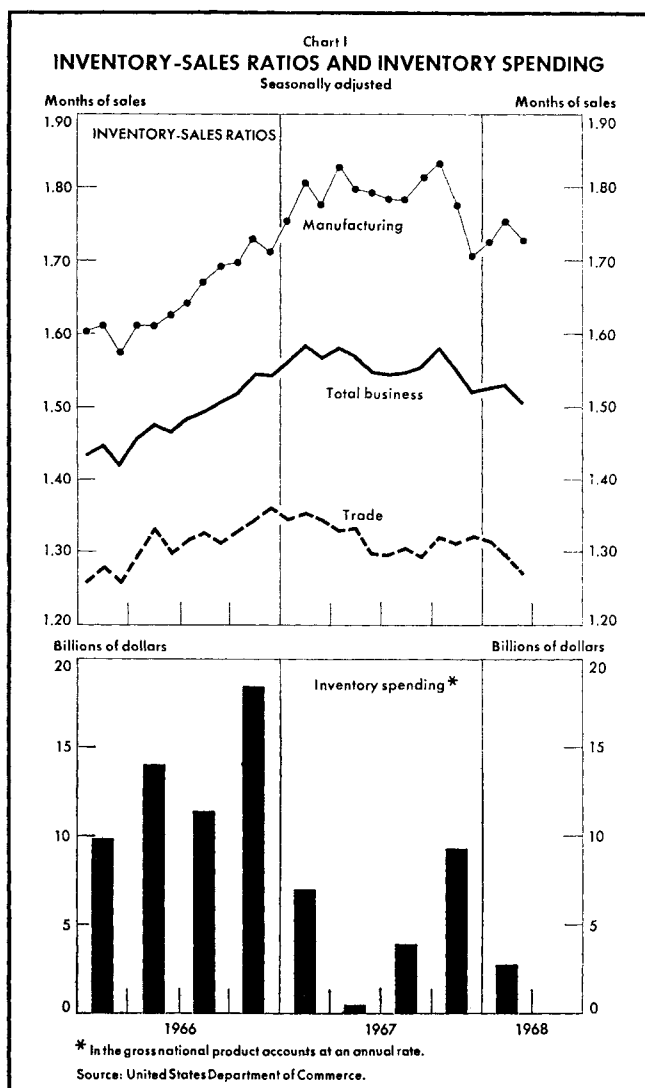 Chart I
INVENTORY-SALES RATIOS AND INVENTORY SPENDING
Seasonally adjusted
Months of sales Months of sales
1.90 1.90
INVENTORY-SALES RATIOS
1.80 1.80
Manufacturing
1.70 1.70
1.60 1.60
Total business
1.50 1.50
1.40 1.40
Trade
1.30 1.30
1.20 1.20
Billions of dollars Billions of dollars
20 20
Inventory spending*
15 15
10 10
5 5
0 0
1966 1967 1968
* In the gross national product accounts at an annual rate.
Source: United States Department of Commerce.